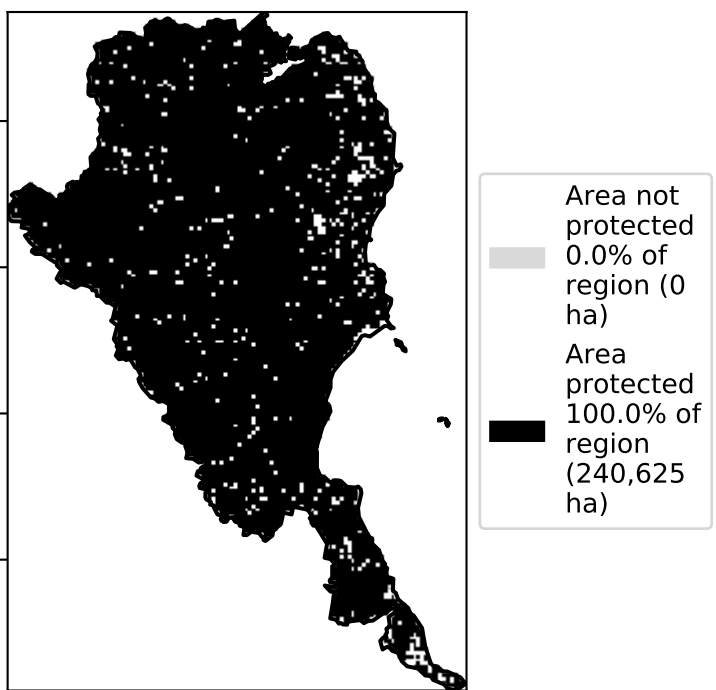 Area not
protected
0.0% of
region (0
ha)
Area
protected
100.0% of
region
(240,625
ha)